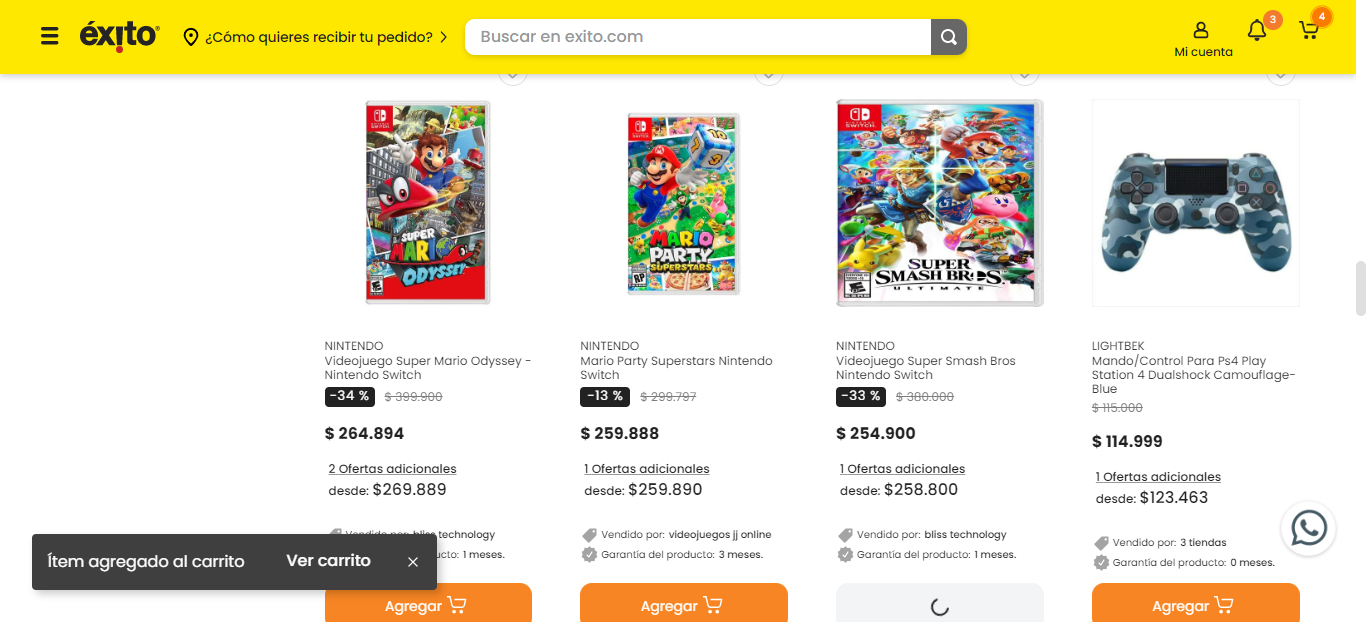 éxito
¿Cómo quieres recibir tu pedido?
Buscar en exito.com
Mi cuenta
3
4
NINTENDO SWITCH
SUPER MARIO ODYSSEY
MARIO PARTY SUPERSTARS
SUPER SMASH BROS. ULTIMATE
NINTENDO
Videojuego Super Mario Odyssey -
Nintendo Switch
-34 % $ 399.900
$ 264.894
2 Ofertas adicionales
desde: $269.889
NINTENDO
Mario Party Superstars Nintendo
Switch
-13 % $ 299.797
$ 259.888
1 Ofertas adicionales
desde: $259.890
Vendido por: videojuegos jj online
Garantía del producto: 3 meses.
Agregar
NINTENDO
Videojuego Super Smash Bros
Nintendo Switch
-33 % $ 380.000
$ 254.900
1 Ofertas adicionales
desde: $258.800
Vendido por: bliss technology
Garantía del producto: 1 meses.
LIGHTBEK
Mando/Control Para Ps4 Play
Station 4 Dualshock Camouflage-
Blue
$ 115.000
$ 114.999
1 Ofertas adicionales
desde: $123.463
Vendido por: 3 tiendas
Garantía del producto: 0 meses.
Agregar
Vendido por: bliss technology
ucto: 1 meses.
Ítem agregado al carrito
Ver carrito
Agregar